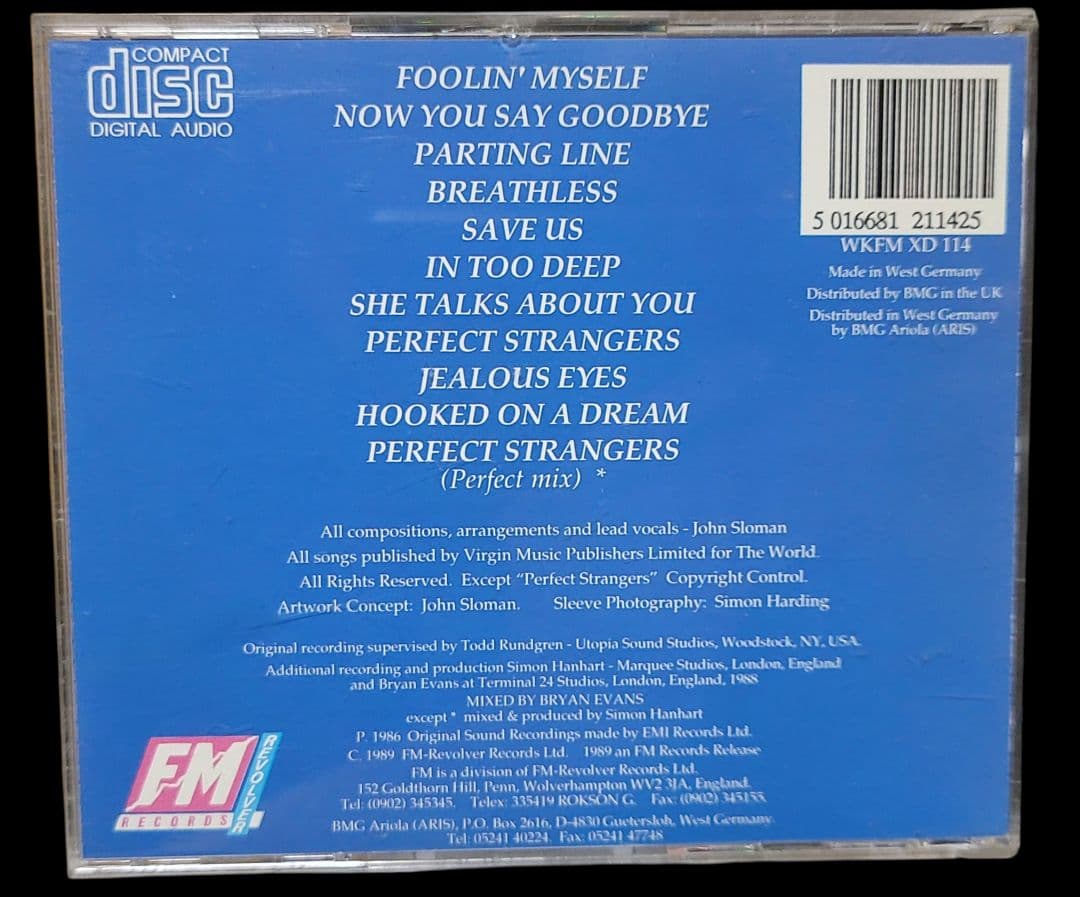 COMPACT
disc
DIGITAL AUDIO
FOOLIN' MYSELF
NOW YOU SAY GOODBYE
PARTING LINE
BREATHLESS
SAVE US
IN TOO DEEP
SHE TALKS ABOUT YOU
PERFECT STRANGERS
JEALOUS EYES
HOOKED ON A DREAM
PERFECT STRANGERS
(Perfect mix) *
5 016681 211425
WKFM XD 114
Made in West Germany
Distributed by BMG in the UK
Distributed in West Germany
by BMG Ariola (ARIS)
All compositions, arrangements and lead vocals - John Sloman
All songs published by Virgin Music Publishers Limited for The World.
All Rights Reserved. Except "Perfect Strangers" Copyright Control.
Artwork Concept: John Sloman. Sleeve Photography: Simon Harding
Original recording supervised by Todd Rundgren - Utopia Sound Studios, Woodstock, NY, USA.
Additional recording and production Simon Hanhart - Marquee Studios, London, England
and Bryan Evans at Terminal 24 Studios, London, England, 1988
MIXED BY BRYAN EVANS
except * mixed & produced by Simon Hanhart
P. 1986 Original Sound Recordings made by EMI Records Ltd.
C. 1989 FM-Revolver Records Ltd. 1989 an FM Records Release
FM is a division of FM-Revolver Records Ltd.
152 Goldthorn Hill, Penn, Wolverhampton WV2 3JA, England.
Tel: (0902) 345345. Telex: 335419 ROKSON G. Fax: (0902) 345155
BMG Ariola (ARIS), P.O. Box 2616, D-4830 Guetersloh, West Germany.
Tel: 05241 40224. Fax: 05241 47748
FM
REVOLVER
RECORDS